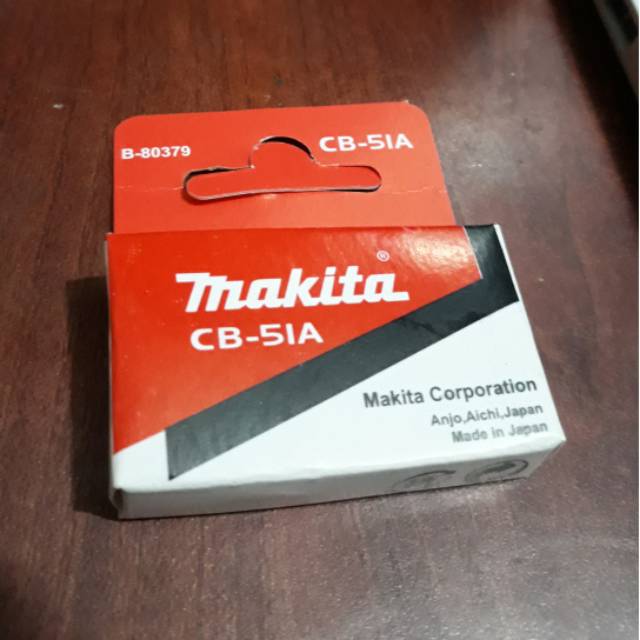 B-80379 CB-51A
makita®
CB-51A
Makita Corporation
Anjo,Aichi,Japan
Made in Japan